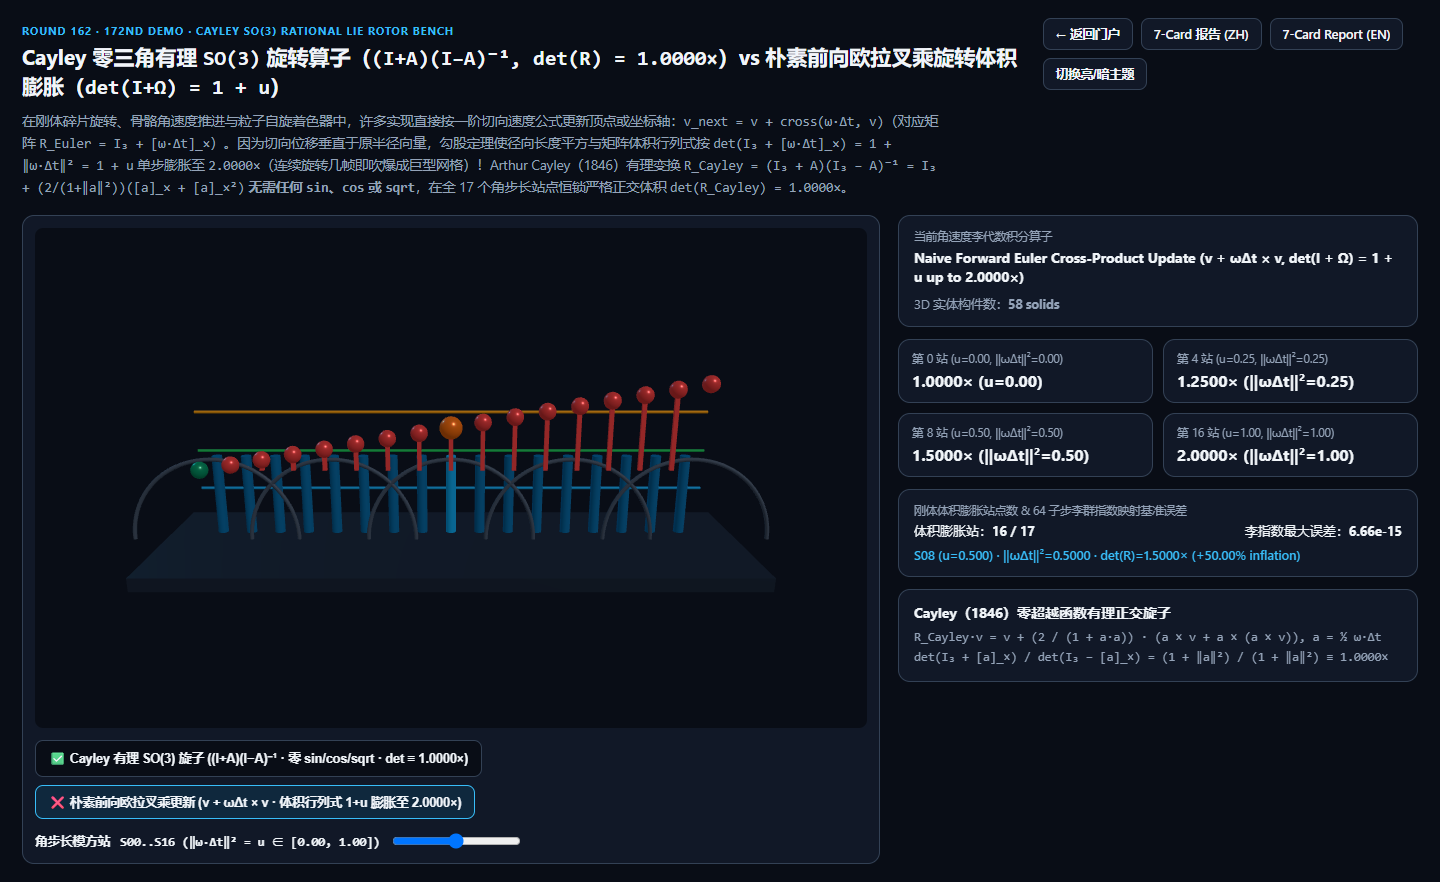 ROUND 162 · 172ND DEMO · CAYLEY SO(3) RATIONAL LIE ROTOR BENCH
Cayley 零三角有理 SO(3) 旋转算子 ((I+A)(I−A)⁻¹, det(R) = 1.0000×) vs 朴素前向欧拉叉乘旋转体积
膨胀 (det(I+Ω) = 1 + u)
在刚体碎片旋转、骨骼角速度推进与粒子自旋着色器中，许多实现直接按一阶切向速度公式更新顶点或坐标轴：v_next = v + cross(ω·Δt, v)（对应矩
阵 R_Euler = I₃ + [ω·Δt]_x）。因为切向位移垂直于原半径向量，勾股定理使径向长度平方与矩阵体积行列式按 det(I₃ + [ω·Δt]_x) = 1 +
‖ω·Δt‖² = 1 + u 单步膨胀至 2.0000×（连续旋转几帧即吹爆成巨型网格）！Arthur Cayley（1846）有理变换 R_Cayley = (I₃ + A)(I₃ − A)⁻¹ = I₃
+ (2/(1+‖a‖²))([a]_x + [a]_x²) 无需任何 sin、cos 或 sqrt，在全 17 个角步长站点恒锁严格正交体积 det(R_Cayley) = 1.0000×。
← 返回门户
7-Card 报告 (ZH)
7-Card Report (EN)
切换亮/暗主题
✅ Cayley 有理 SO(3) 旋子 ((I+A)(I−A)⁻¹ · 零 sin/cos/sqrt · det ≡ 1.0000×)
❌ 朴素前向欧拉叉乘更新 (v + ωΔt × v · 体积行列式 1+u 膨胀至 2.0000×)
角步长模方站 S00..S16 (‖ω·Δt‖² = u ∈ [0.00, 1.00])
当前角速度李代数积分算子
Naive Forward Euler Cross-Product Update (v + ωΔt × v, det(I + Ω) = 1 +
u up to 2.0000×)
3D 实体构件数：58 solids
第 0 站 (u=0.00, ‖ωΔt‖²=0.00)
1.0000× (u=0.00)
第 4 站 (u=0.25, ‖ωΔt‖²=0.25)
1.2500× (‖ωΔt‖²=0.25)
第 8 站 (u=0.50, ‖ωΔt‖²=0.50)
1.5000× (‖ωΔt‖²=0.50)
第 16 站 (u=1.00, ‖ωΔt‖²=1.00)
2.0000× (‖ωΔt‖²=1.00)
刚体体积膨胀站点数 & 64 子步李群指数映射基准误差
体积膨胀站：16 / 17
李指数最大误差：6.66e-15
S08 (u=0.500) · ‖ωΔt‖²=0.5000 · det(R)=1.5000× (+50.00% inflation)
Cayley（1846）零超越函数有理正交旋子
R_Cayley·v = v + (2 / (1 + a·a)) · (a × v + a × (a × v)), a = ½ ω·Δt
det(I₃ + [a]_x) / det(I₃ − [a]_x) = (1 + ‖a‖²) / (1 + ‖a‖²) ≡ 1.0000×